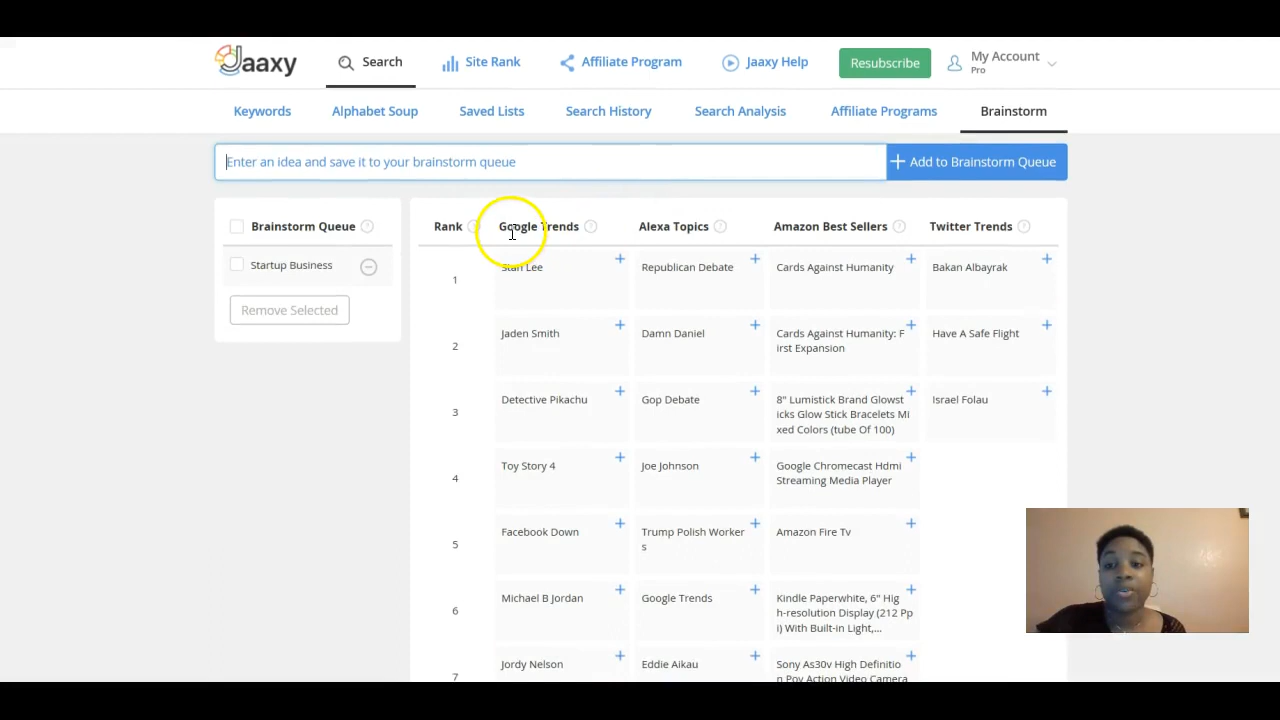 Jaaxy
Search
Site Rank
Affiliate Program
Jaaxy Help
Resubscribe
My Account
Pro
Keywords
Alphabet Soup
Saved Lists
Search History
Search Analysis
Affiliate Programs
Brainstorm
Enter an idea and save it to your brainstorm queue
+ Add to Brainstorm Queue
Brainstorm Queue ?
Startup Business
Remove Selected
Rank ?
Google Trends ?
Alexa Topics ?
Amazon Best Sellers ?
Twitter Trends ?
1
Stan Lee +
Republican Debate +
Cards Against Humanity +
Bakan Albayrak +
2
Jaden Smith +
Damn Daniel +
Cards Against Humanity: F +
irst Expansion
Have A Safe Flight +
3
Detective Pikachu +
Gop Debate +
8" Lumistick Brand Glowst +
icks Glow Stick Bracelets Mi
xed Colors (tube Of 100)
Israel Folau +
4
Toy Story 4 +
Joe Johnson +
Google Chromecast Hdmi +
Streaming Media Player
5
Facebook Down +
Trump Polish Worker +
s
Amazon Fire Tv +
6
Michael B Jordan +
Google Trends +
Kindle Paperwhite, 6" Hig +
h-resolution Display (212 Pp
i) With Built-in Light,...
7
Jordy Nelson +
Eddie Aikau +
Sony As30v High Definitio +
n Pov Action Video Camera